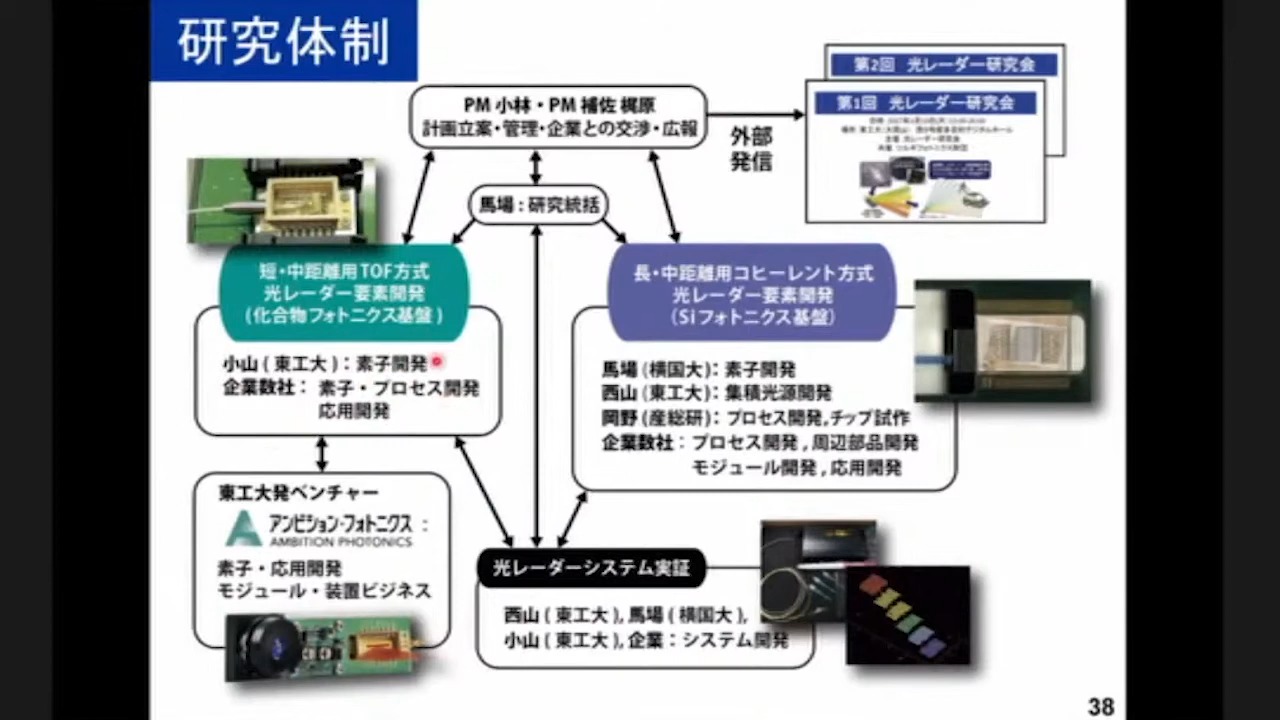 研究体制
PM 小林・PM 補佐 梶原
計画立案・管理・企業との交渉・広報
外部
発信
第2回 光レーダー研究会
第1回 光レーダー研究会
馬場：研究統括
短・中距離用TOF方式
光レーダー要素開発
(化合物フォトニクス基盤)
小山(東工大)：素子開発
企業数社： 素子・プロセス開発
応用開発
長・中距離用コヒーレント方式
光レーダー要素開発
(Siフォトニクス基盤)
馬場(横国大)：素子開発
西山(東工大)：集積光源開発
岡野(産総研)：プロセス開発,チップ試作
企業数社：プロセス開発,周辺部品開発
モジュール開発,応用開発
東工大発ベンチャー
アンビション・フォトニクス：
AMBITION PHOTONICS
素子・応用開発
モジュール・装置ビジネス
光レーダーシステム実証
西山(東工大),馬場(横国大),
小山(東工大),企業：システム開発
38